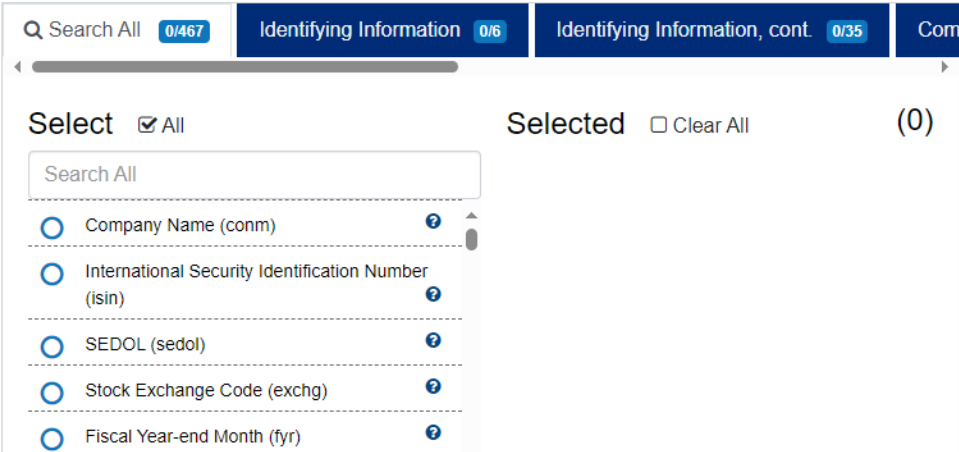 Search All 0/467 Identifying Information 0/6 Identifying Information, cont. 0/35 Com
Select All Selected Clear All (0)
Search All
Company Name (conm)
International Security Identification Number
(isin)
SEDOL (sedol)
Stock Exchange Code (exchg)
Fiscal Year-end Month (fyr)